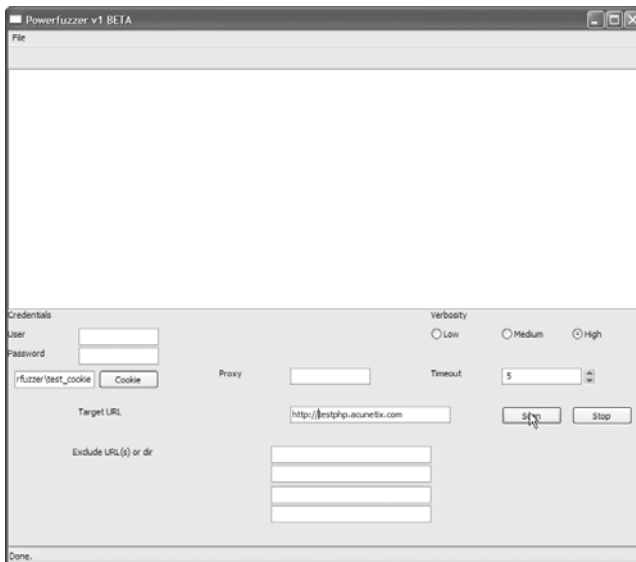 Powerfuzzer v1 BETA
File
Credentials
Verbosity
User
Low
Medium
High
Password
rfuzzer\test_cookie
Cookie
Proxy
Timeout
5
Target URL
http://testphp.acunetix.com
Stop
Exclude URL(s) or dir
Done.